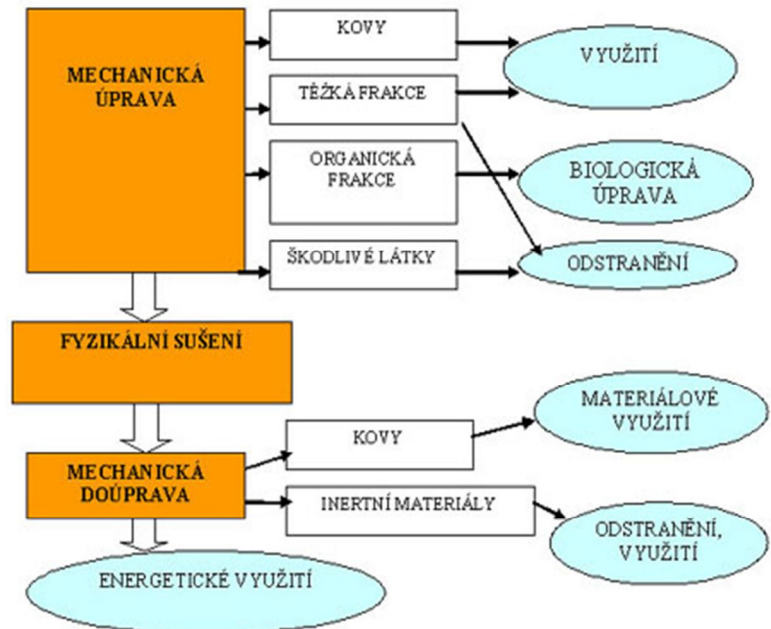 MECHANICKÁ
ÚPRAVA
KOVY
VYUŽITÍ
TĚŽKÁ FRAKCE
ORGANICKÁ
FRAKCE
BIOLOGICKÁ
ÚPRAVA
ŠKODLIVÉ LÁTKY
ODSTRANĚNÍ
FYZIKÁLNÍ SUŠENÍ
MECHANICKÁ
DOÚPRAVA
KOVY
MATERIÁLOVÉ
VYUŽITÍ
INERTNÍ MATERIÁLY
ODSTRANĚNÍ,
VYUŽITÍ
ENERGETICKÉ VYUŽITÍ